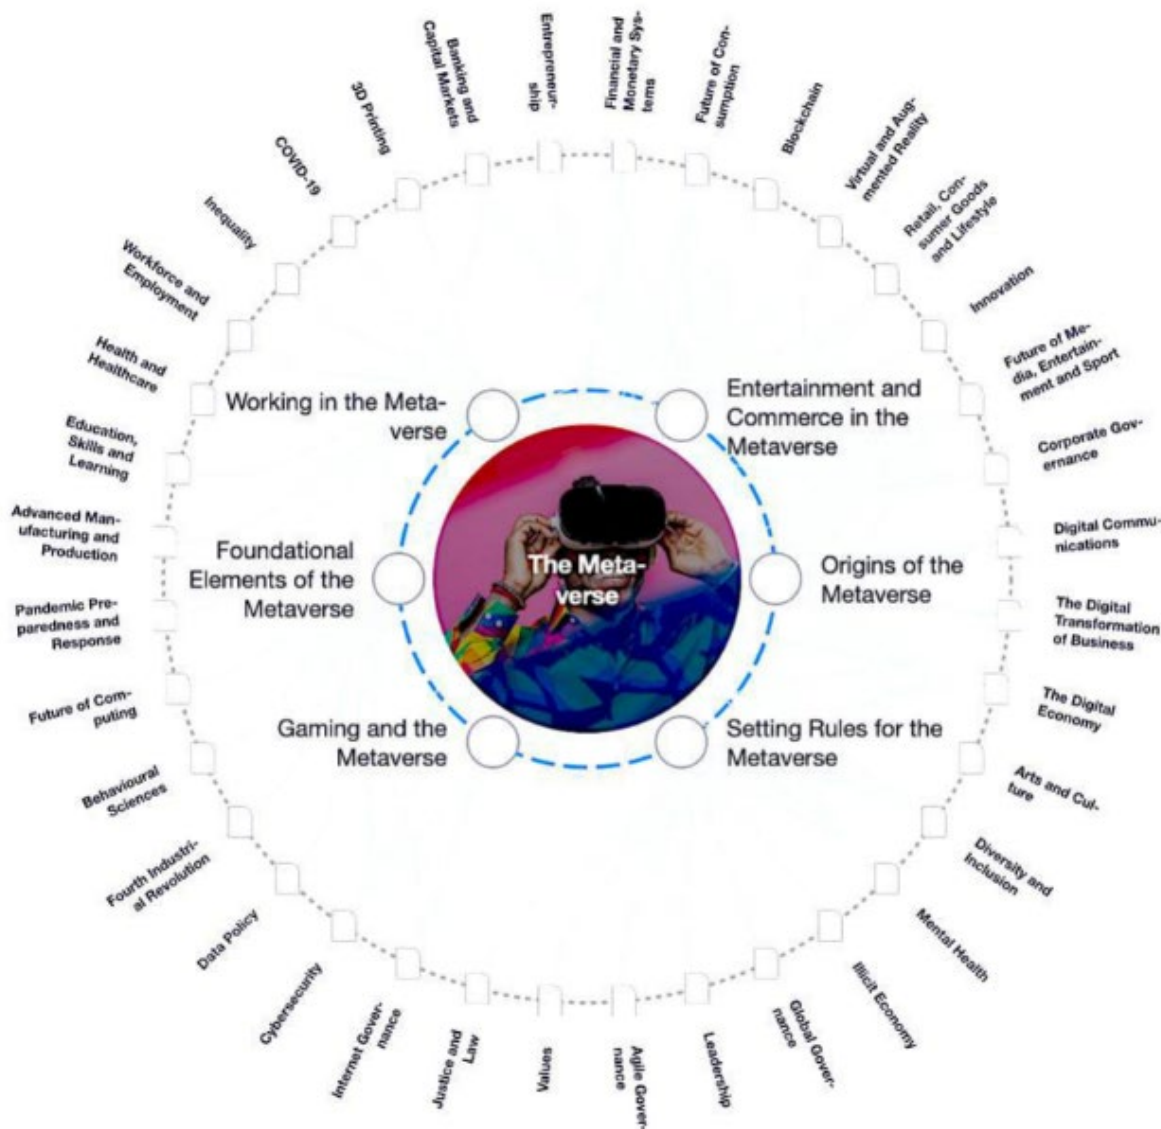 The Meta-
verse
Entertainment and
Commerce in the
Metaverse
Origins of the
Metaverse
Setting Rules for the
Metaverse
Gaming and the
Metaverse
Foundational
Elements of the
Metaverse
Working in the Meta-
verse
Financial and
Monetary Sys-
tems
Future of Con-
sumption
Blockchain
Virtual and Aug-
mented Reality
Retail, Con-
sumer Goods
and Lifestyle
Innovation
Future of Me-
dia, Entertain-
ment and Sport
Corporate Gov-
ernance
Digital Commu-
nications
The Digital
Transformation
of Business
The Digital
Economy
Arts and Cul-
ture
Diversity and
Inclusion
Mental Health
Illicit Economy
Global Gover-
nance
Leadership
Agile Gover-
nance
Values
Justice and
Law
Internet Gover-
nance
Cybersecurity
Data Policy
Fourth Industri-
al Revolution
Behavioural
Sciences
Future of Com-
puting
Pandemic Pre-
paredness and
Response
Advanced Man-
ufacturing and
Production
Education,
Skills and
Learning
Health and
Healthcare
Workforce and
Employment
Inequality
COVID-19
3D Printing
Banking and
Capital Markets
Entrepreneur-
ship